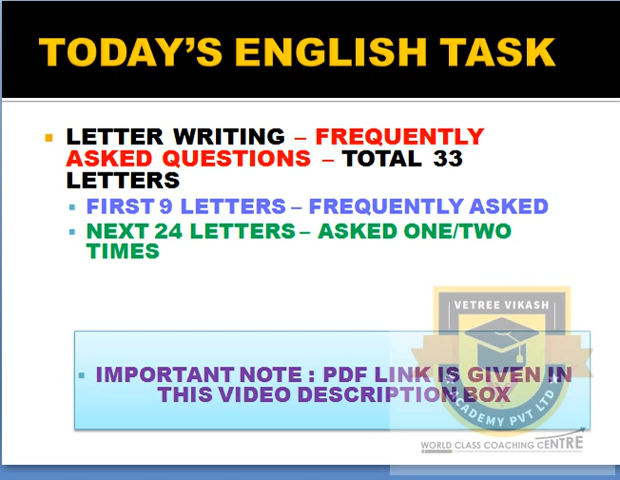 TODAY'S ENGLISH TASK
LETTER WRITING – FREQUENTLY
ASKED QUESTIONS – TOTAL 33
LETTERS
FIRST 9 LETTERS – FREQUENTLY ASKED
NEXT 24 LETTERS – ASKED ONE/TWO
TIMES
VETREE VIKASH
IMPORTANT NOTE : PDF LINK IS GIVEN IN
THIS VIDEO DESCRIPTION BOX
ACADEMY PVT LTD
WORLD CLASS COACHING CENTRE